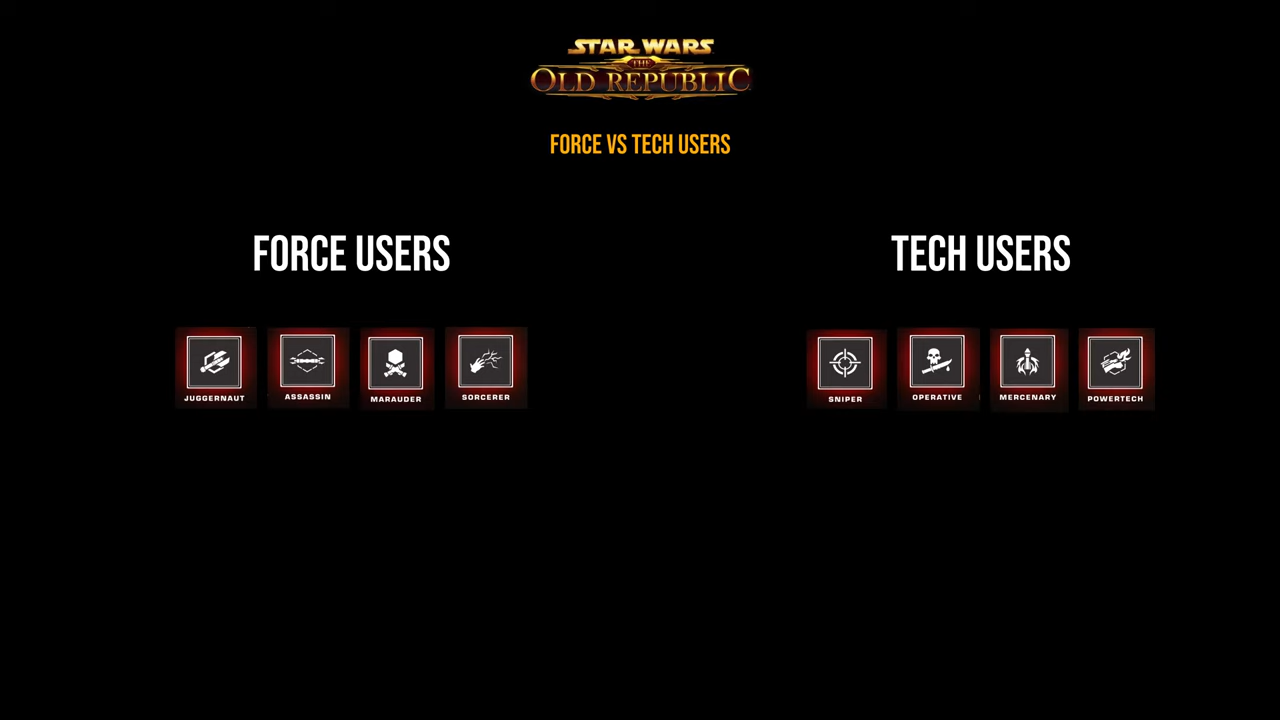 STAR WARS
THE
OLD REPUBLIC
FORCE VS TECH USERS
FORCE USERS
TECH USERS
JUGGERNAUT
ASSASSIN
MARAUDER
SORCERER
SNIPER
OPERATIVE
MERCENARY
POWERTECH